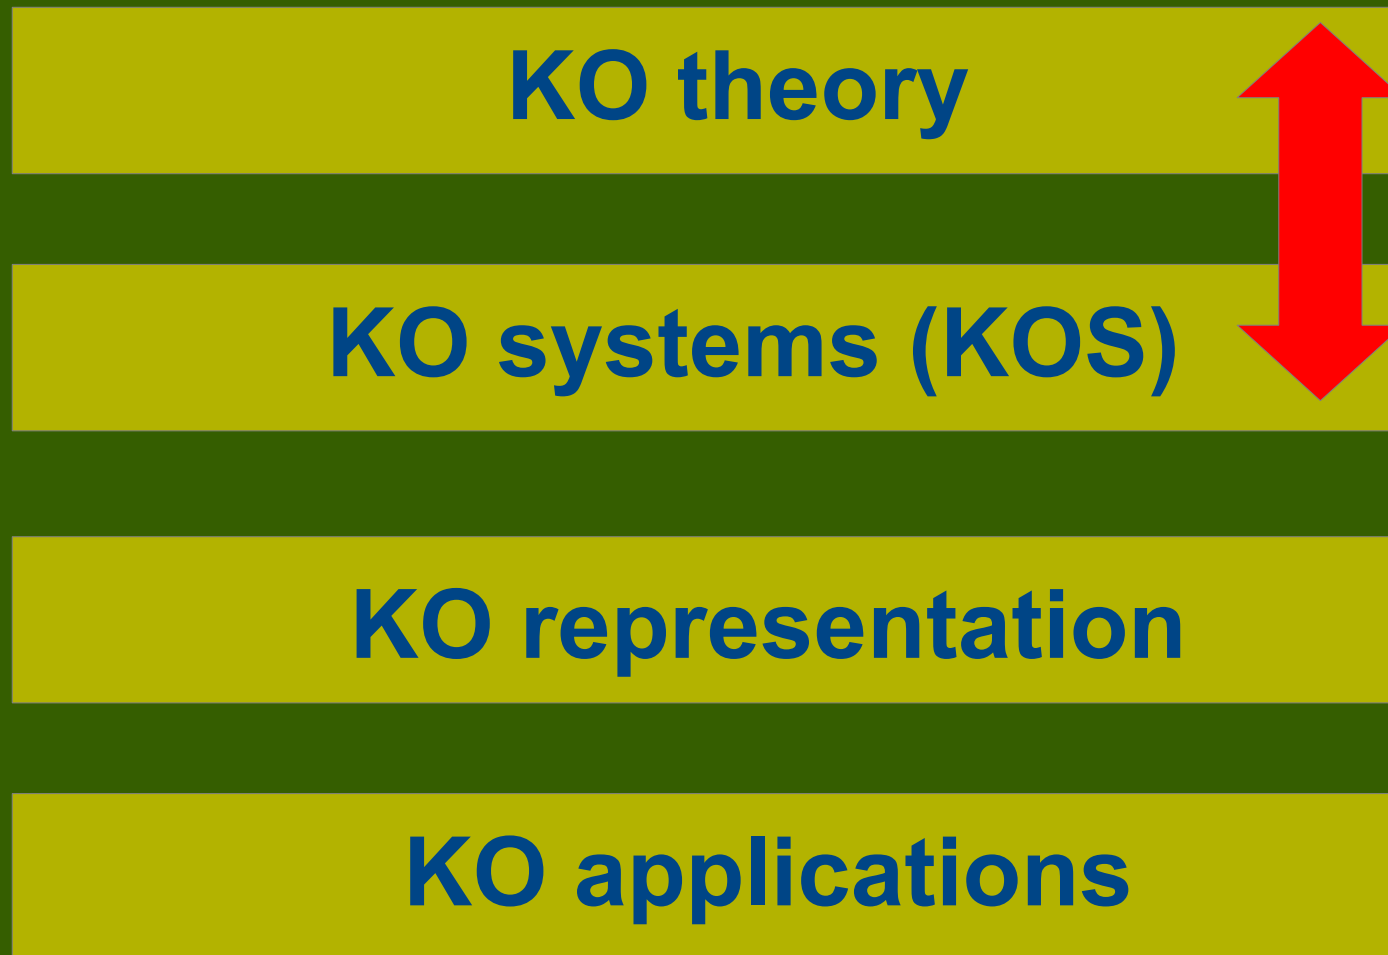 KO theory
KO systems (KOS)
KO representation
KO applications